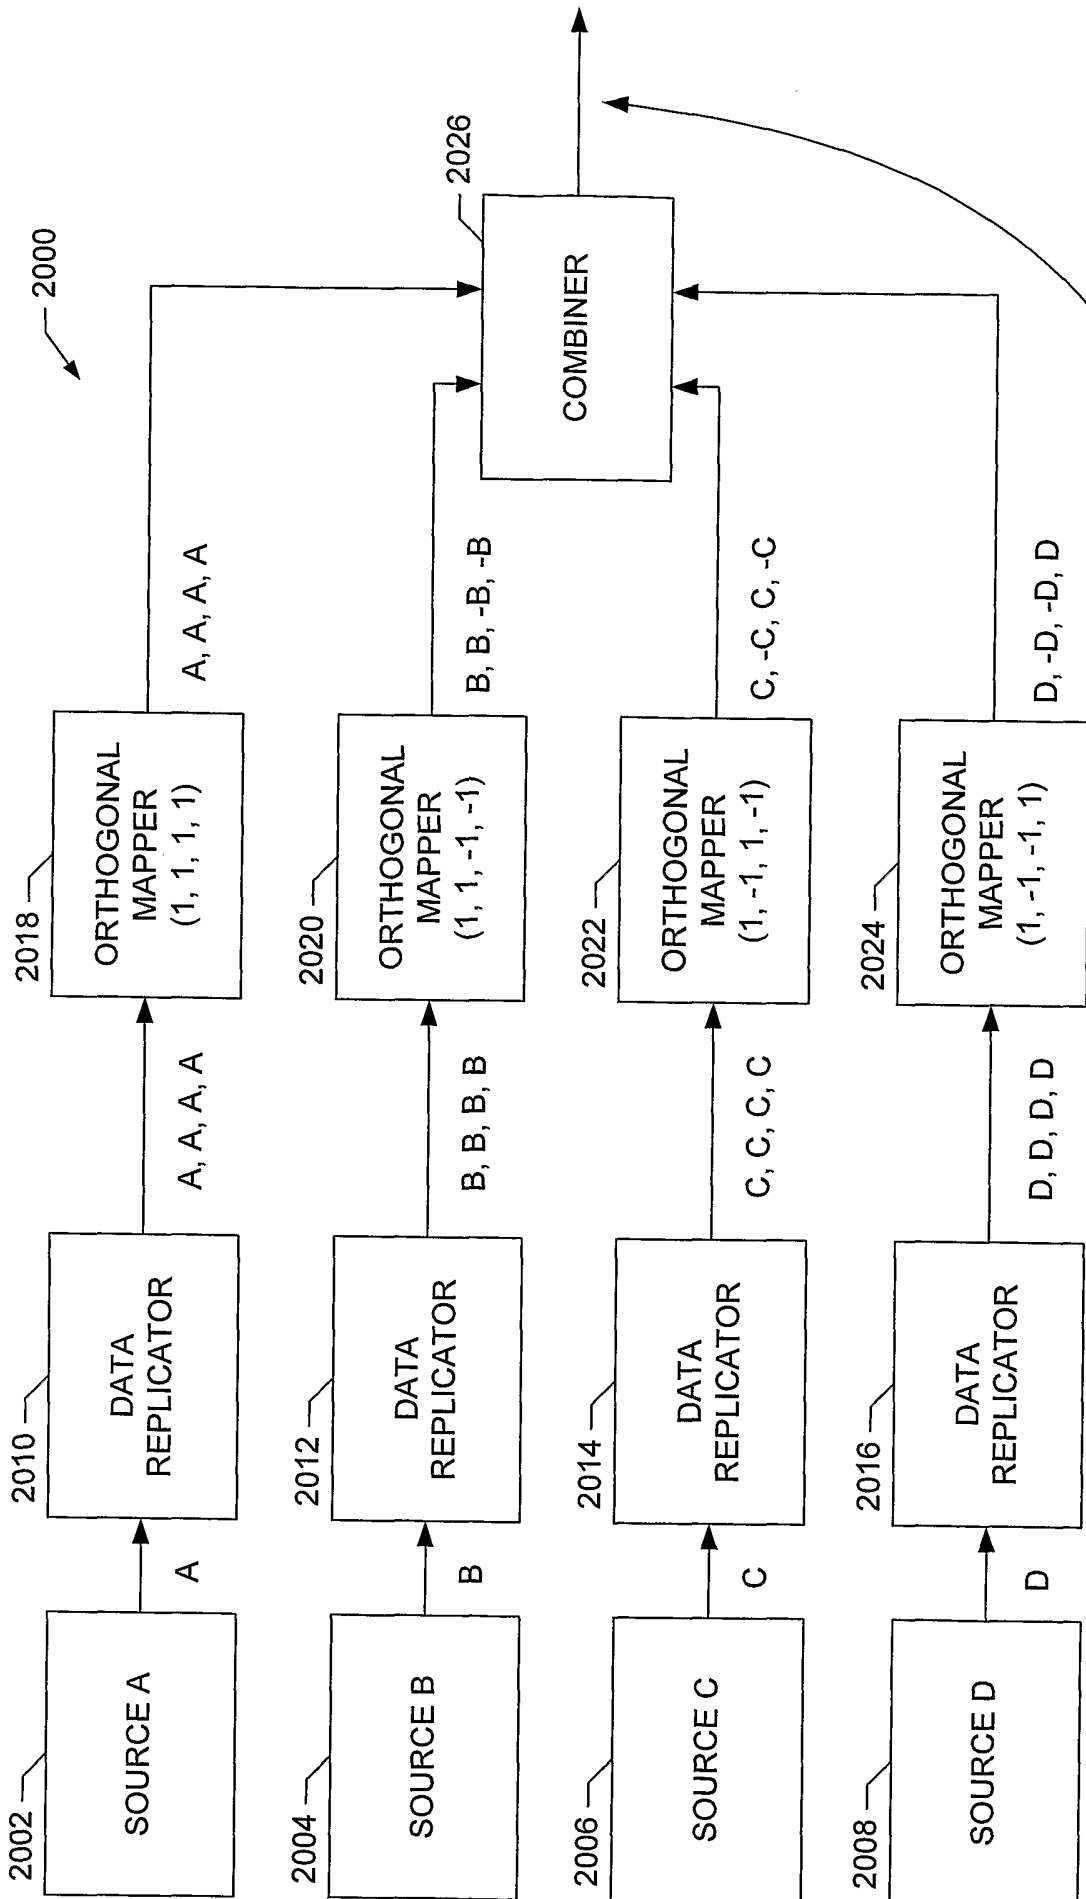 2000
2002
SOURCE A
A
2010
DATA
REPLICATOR
A, A, A, A
2018
ORTHOGONAL
MAPPER
(1, 1, 1, 1)
A, A, A, A
2004
SOURCE B
B
2012
DATA
REPLICATOR
B, B, B, B
2020
ORTHOGONAL
MAPPER
(1, 1, -1, -1)
B, B, -B, -B
2026
COMBINER
2006
SOURCE C
C
2014
DATA
REPLICATOR
C, C, C, C
2022
ORTHOGONAL
MAPPER
(1, -1, 1, -1)
C, -C, C, -C
2008
SOURCE D
D
2016
DATA
REPLICATOR
D, D, D, D
2024
ORTHOGONAL
MAPPER
(1, -1, -1, 1)
D, -D, -D, D